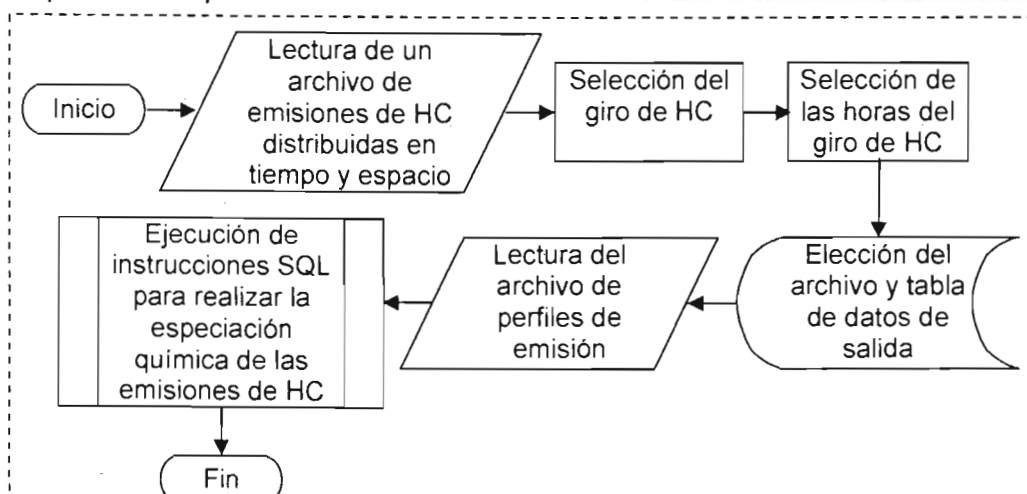 Inicio
Lectura de un
archivo de
emisiones de HC
distribuidas en
tiempo y espacio
Selección del
giro de HC
Selección de
las horas del
giro de HC
Elección del
archivo y tabla
de datos de
salida
Lectura del
archivo de
perfiles de
emisión
Ejecución de
instrucciones SQL
para realizar la
especiación
química de las
emisiones de HC
Fin